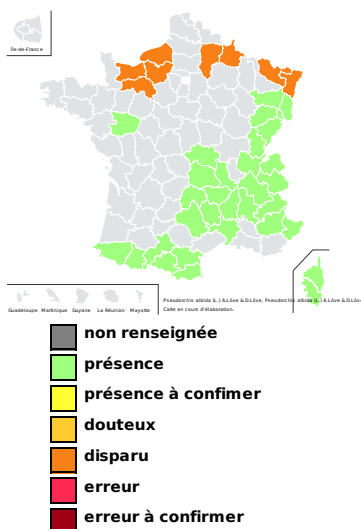 Île-de-France
Guadeloupe Martinique Guyane La Réunion Mayotte
Pseudorchis albida (L.) Á.Löve & D.Löve, Pseudorchis albida (L.) Á.Löve & D.Löve
Carte en cours d'élaboration.
non renseignée
présence
présence à confimer
douteux
disparu
erreur
erreur à confirmer